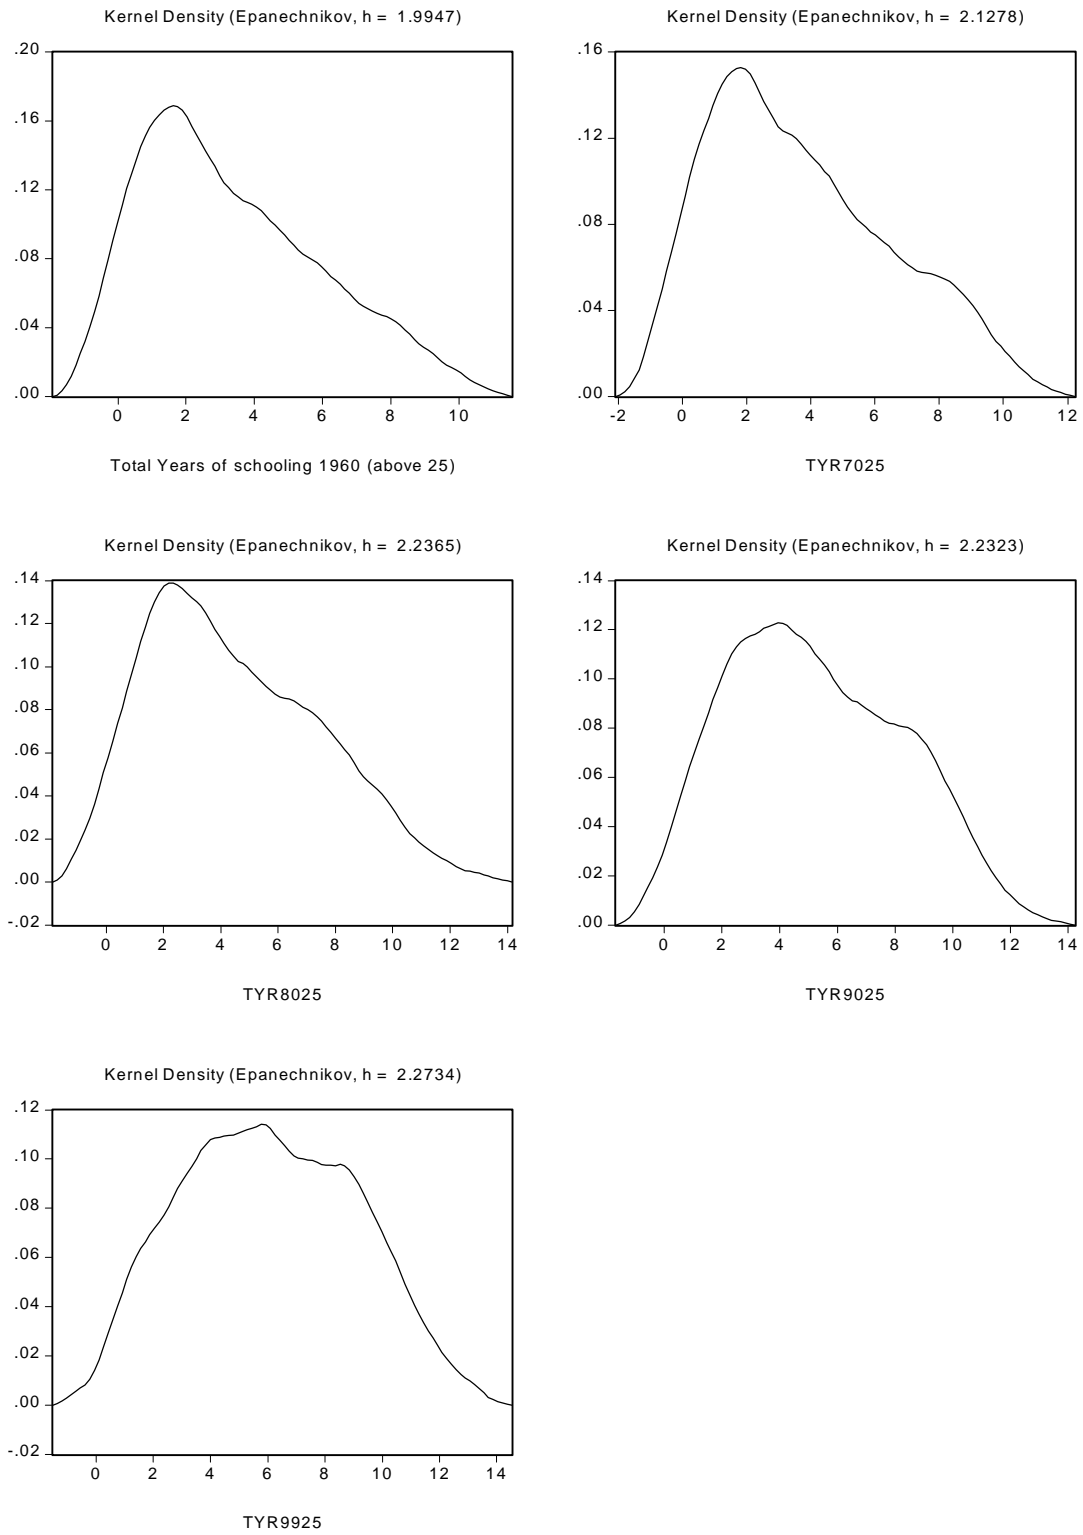 Kernel Density (Epanechnikov, h = 1.9947)
.20
.16
.12
.08
.04
.00
0 2 4 6 8 10
Total Years of schooling 1960 (above 25)
Kernel Density (Epanechnikov, h = 2.1278)
.16
.12
.08
.04
.00
-2 0 2 4 6 8 10 12
TYR7025
Kernel Density (Epanechnikov, h = 2.2365)
.14
.12
.10
.08
.06
.04
.02
.00
-.02
0 2 4 6 8 10 12 14
TYR8025
Kernel Density (Epanechnikov, h = 2.2323)
.14
.12
.10
.08
.06
.04
.02
.00
0 2 4 6 8 10 12 14
TYR9025
Kernel Density (Epanechnikov, h = 2.2734)
.12
.10
.08
.06
.04
.02
.00
-.02
0 2 4 6 8 10 12 14
TYR9925